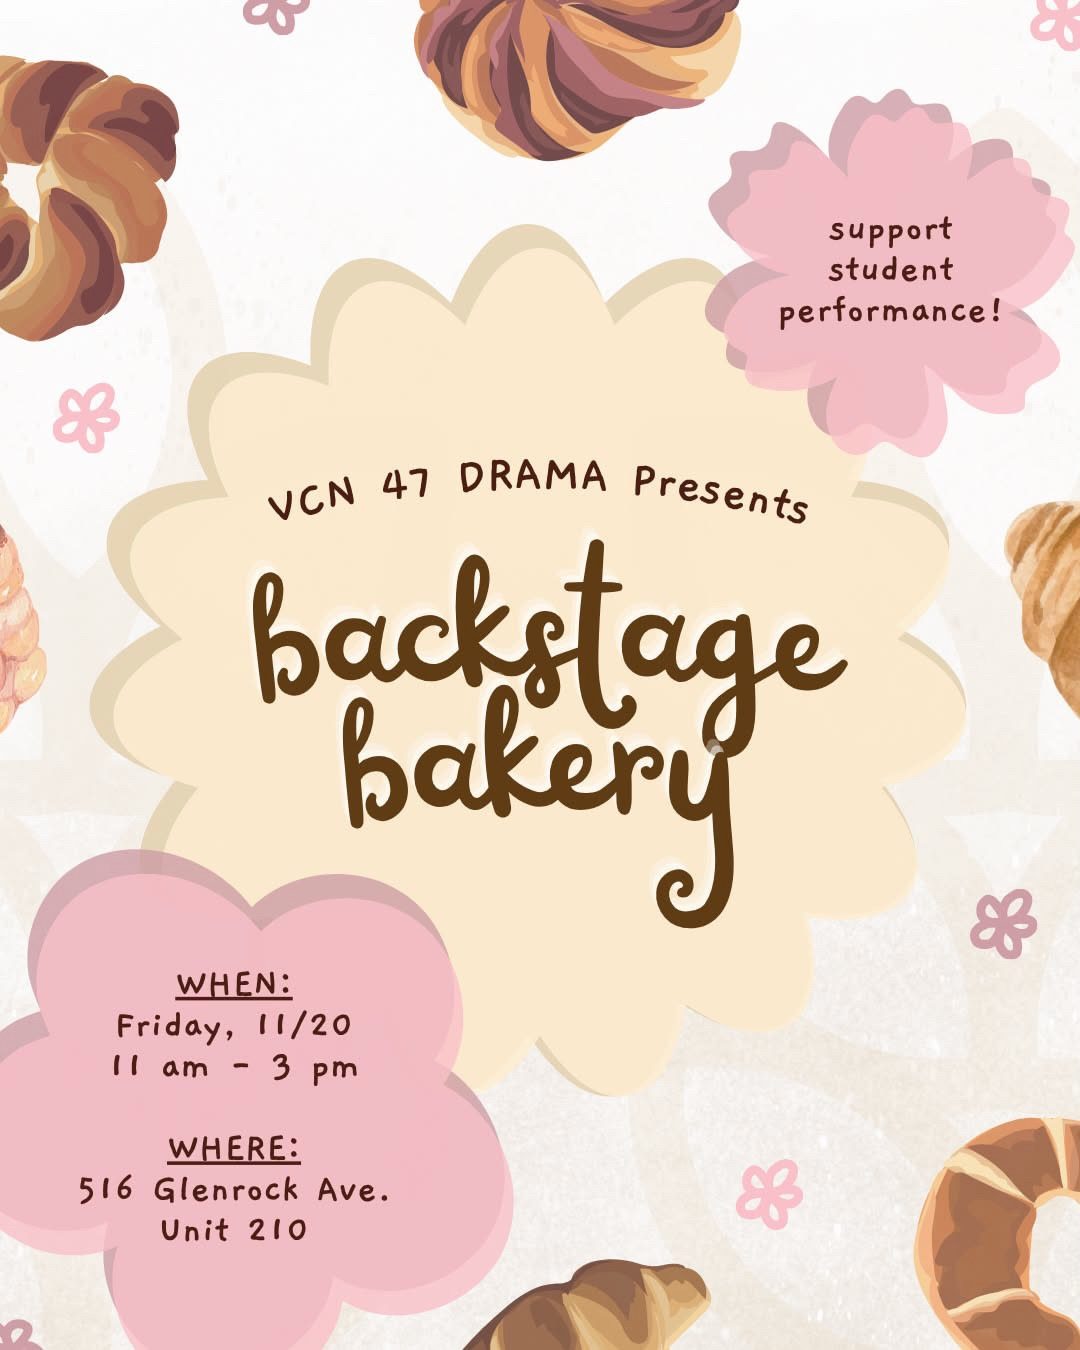 support
student
performance!
VCN 47 DRAMA Presents
backstage
bakery
WHEN:
Friday, 11/20
11 am - 3 pm
WHERE:
516 Glenrock Ave.
Unit 210